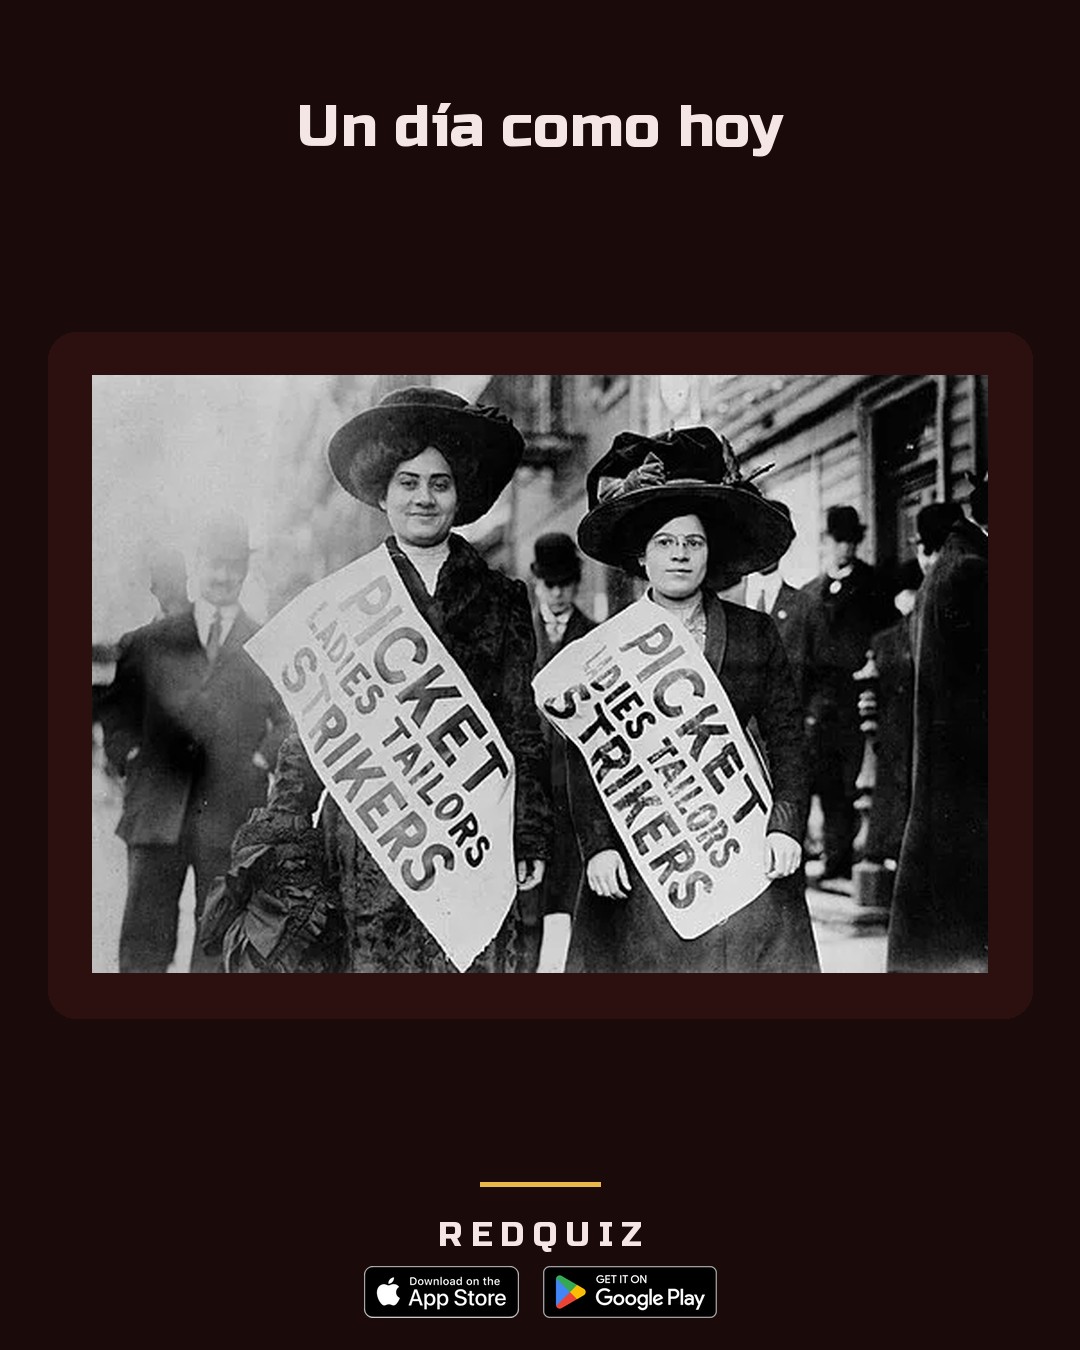 Un día como hoy
PICKET
LADIES TAILORS
STRIKERS
PICKET
LADIES TAILORS
STRIKERS
REDQUIZ
Download on the
App Store
GET IT ON
Google Play